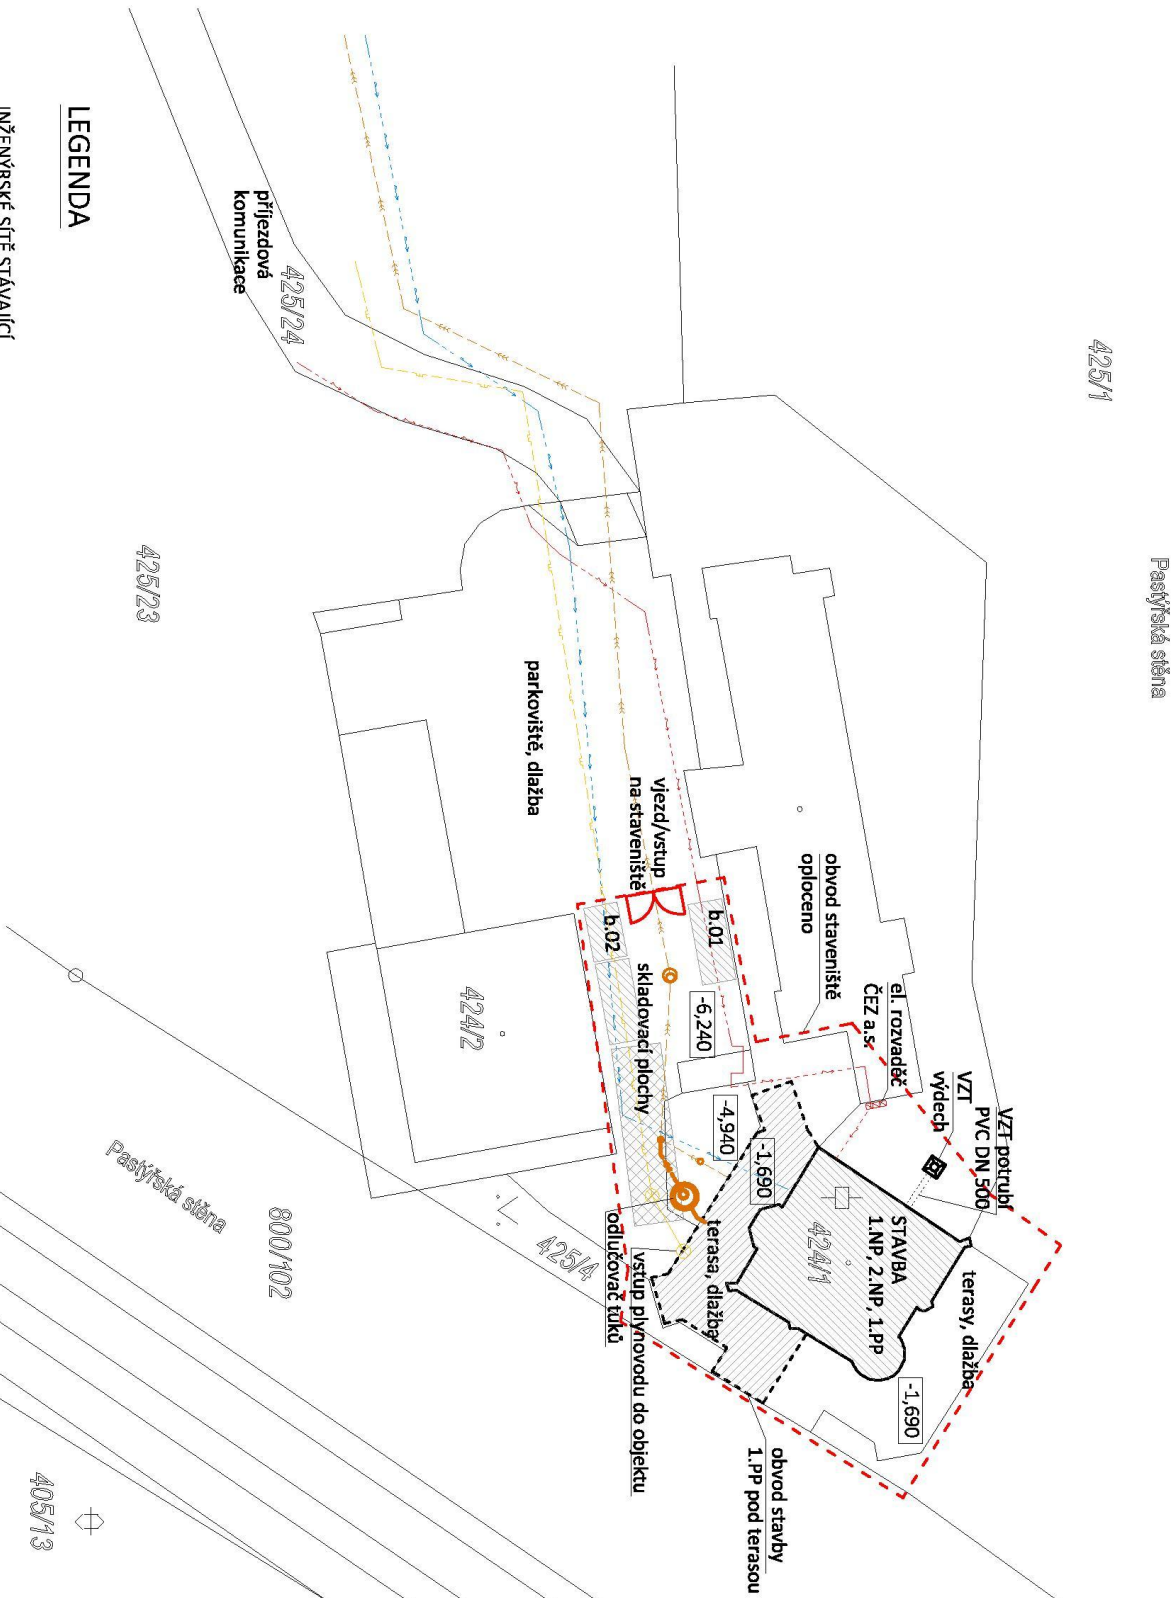 Pastýřská stěna
425/1
VZT potrubí
PVC DN 500
VZT
výdech
el. rozvaděč
ČEZ a.s.
obvod staveniště
oploceno
terasy, dlažba
-1,690
STAVBA
1.NP, 2.NP, 1.PP
424/1
-1,690
-4,940
-6,240
b.01
vjezd/vstup
na staveniště
b.02
skladovací plochy
terasa, dlažba
obvod stavby
1.PP pod terasou
vstup plynovodu do objektu
odlučovač tuků
parkoviště, dlažba
425/4
424/2
425/24
příjezdová
komunikace
425/23
800/102
Pastýřská stěna
405/13
LEGENDA
INŽENÝRSKÉ SÍTĚ STÁVAJÍCÍ